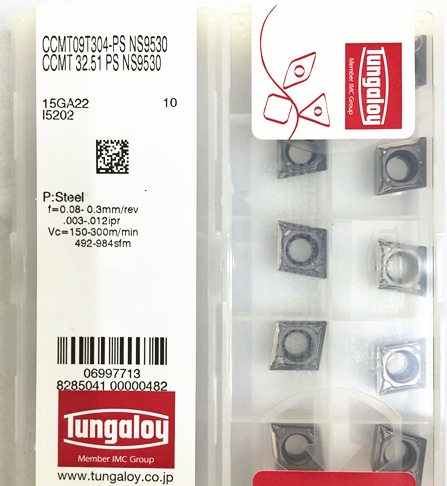 CCMT09T304-PS NS9530
CCMT 32.51 PS NS9530
15GA22 10
I5202
P:Steel
f=0.08- 0.3mm/rev
.003-.012ipr
Vc=150-300m/min
492-984sfm
06997713
8285041 00000482
Tungaloy
Member IMC Group
www.tungaloy.com
Tungaloy
Member IMC Group